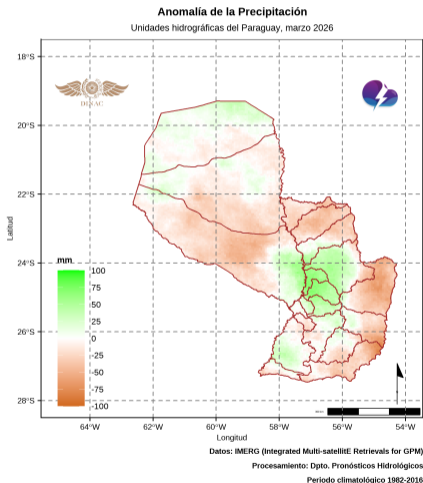 Anomalía de la Precipitación
Unidades hidrográficas del Paraguay, marzo 2026
18°S
20°S
22°S
24°S
26°S
28°S
Latitud
DINAC
mm
100
75
50
25
0
-25
-50
-75
-100
64°W
62°W
60°W
58°W
56°W
54°W
Longitud
Datos: IMERG (Integrated Multi-satellitE Retrievals for GPM)
Procesamiento: Dpto. Pronósticos Hidrológicos
Periodo climatológico 1982-2016